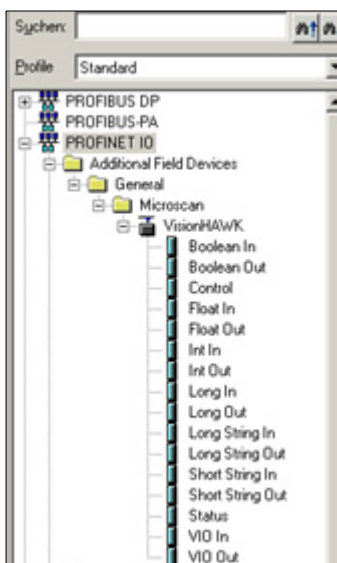 Suchen:
Profile Standard
PROFIBUS DP
PROFIBUS-PA
PROFINET IO
Additional Field Devices
General
Microscan
VisionHAWK
Boolean In
Boolean Out
Control
Float In
Float Out
Int In
Int Out
Long In
Long Out
Long String In
Long String Out
Short String In
Short String Out
Status
VIO In
VIO Out